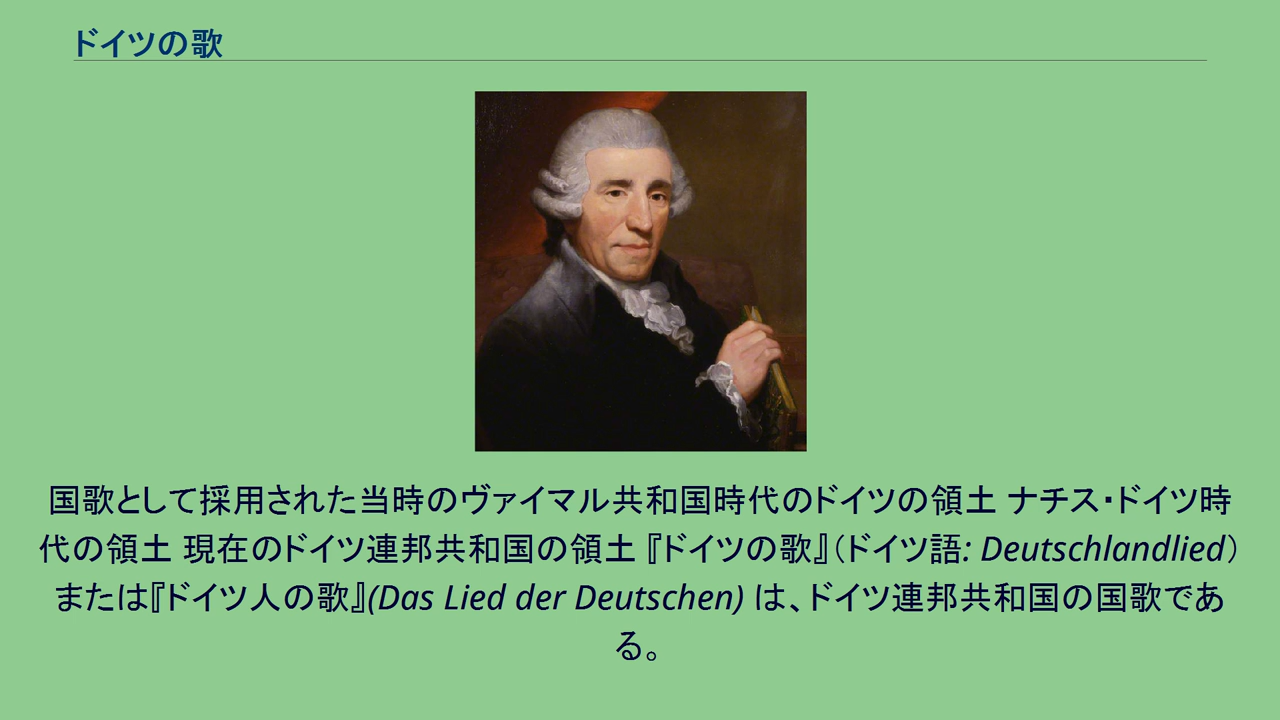 ドイツの歌
国歌として採用された当時のヴァイマル共和国時代のドイツの領土 ナチス・ドイツ時
代の領土 現在のドイツ連邦共和国の領土 『ドイツの歌』（ドイツ語: Deutschlandlied）
または『ドイツ人の歌』(Das Lied der Deutschen) は、ドイツ連邦共和国の国歌であ
る。